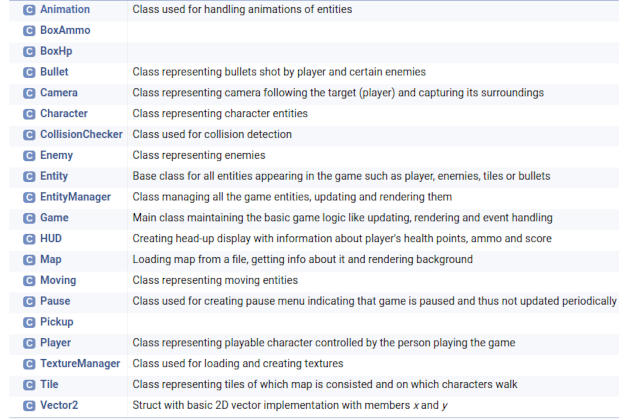 C Animation Class used for handling animations of entities
C BoxAmmo
C BoxHp
C Bullet Class representing bullets shot by player and certain enemies
C Camera Class representing camera following the target (player) and capturing its surroundings
C Character Class representing character entities
C CollisionChecker Class used for collision detection
C Enemy Class representing enemies
C Entity Base class for all entities appearing in the game such as player, enemies, tiles or bullets
C EntityManager Class managing all the game entities, updating and rendering them
C Game Main class maintaining the basic game logic like updating, rendering and event handling
C HUD Creating head-up display with information about player's health points, ammo and score
C Map Loading map from a file, getting info about it and rendering background
C Moving Class representing moving entities
C Pause Class used for creating pause menu indicating that game is paused and thus not updated periodically
C Pickup
C Player Class representing playable character controlled by the person playing the game
C TextureManager Class used for loading and creating textures
C Tile Class representing tiles of which map is consisted and on which characters walk
C Vector2 Struct with basic 2D vector implementation with members x and y